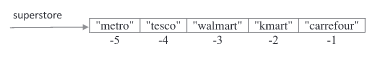 superstore
"metro" "tesco" "walmart" "kmart" "carrefour"
-5 -4 -3 -2 -1